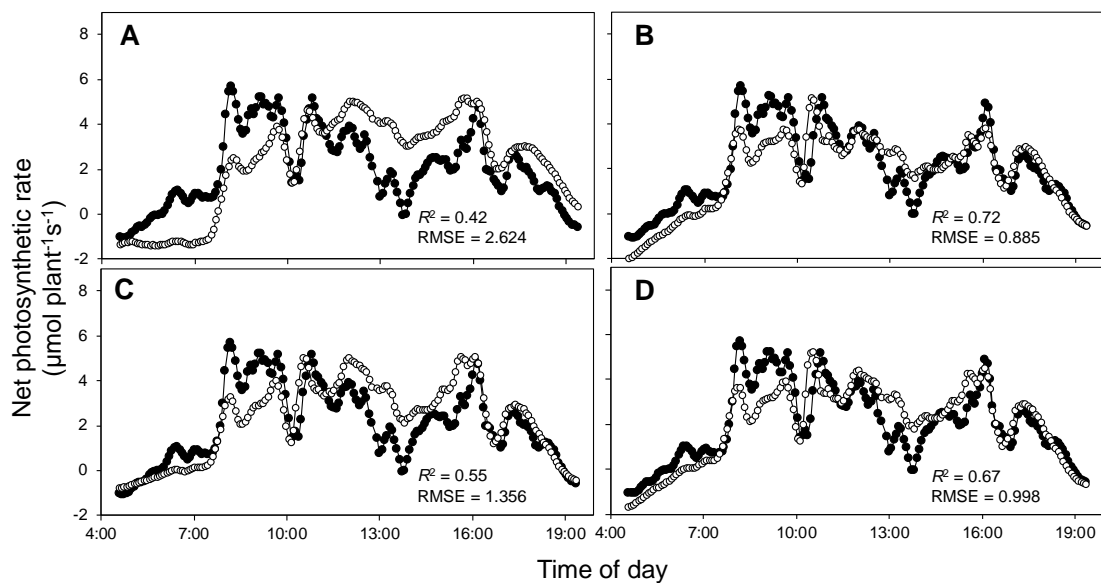 A
B
8
6
4
2
0
-2
R² = 0.42
RMSE = 2.624
R² = 0.72
RMSE = 0.885
Net photosynthetic rate
(µmol plant⁻¹s⁻¹)
C
D
8
6
4
2
0
-2
R² = 0.55
RMSE = 1.356
R² = 0.67
RMSE = 0.998
4:00 7:00 10:00 13:00 16:00 19:00
4:00 7:00 10:00 13:00 16:00 19:00
Time of day